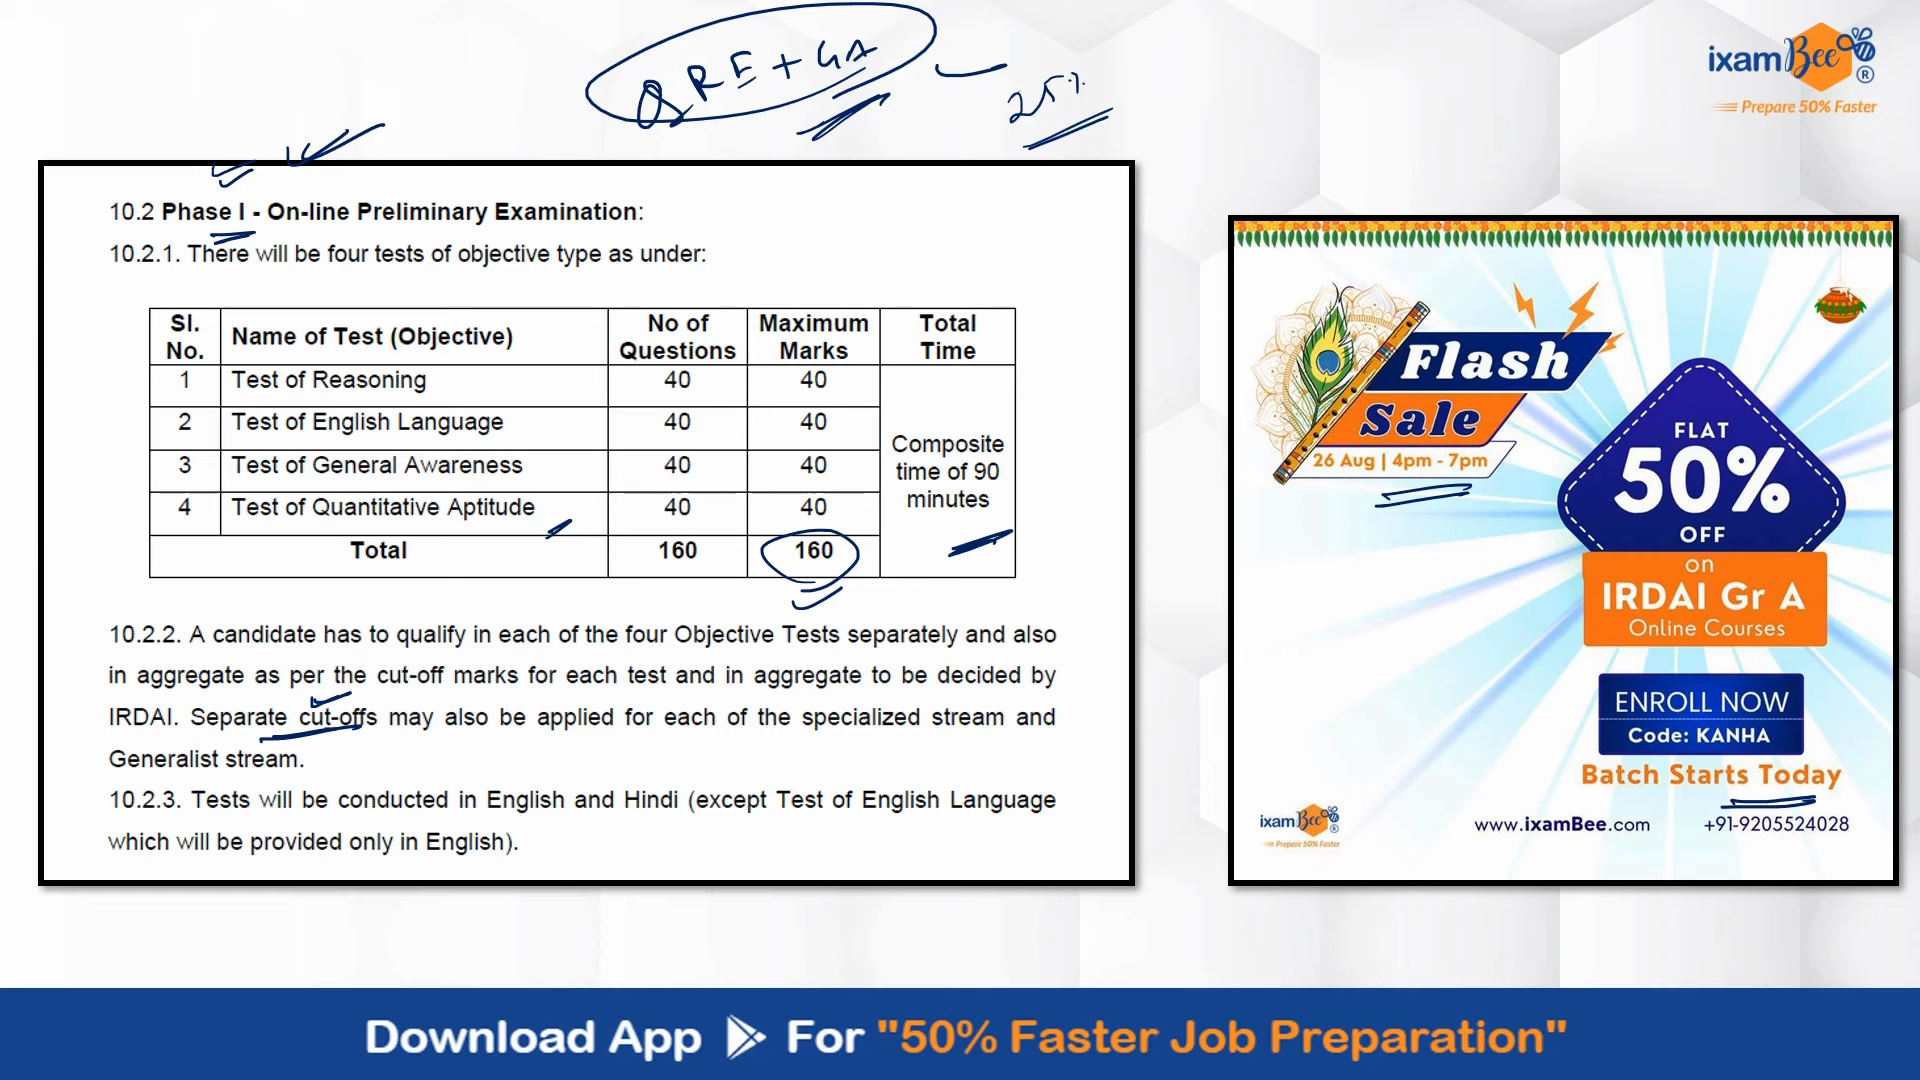 QRE+GA
25%
ixamBee
®
Prepare 50% Faster
10.2 Phase I - On-line Preliminary Examination:
10.2.1. There will be four tests of objective type as under:
Sl. No. Name of Test (Objective) No of Questions Maximum Marks Total Time
1 Test of Reasoning 40 40
2 Test of English Language 40 40
3 Test of General Awareness 40 40
4 Test of Quantitative Aptitude 40 40
Composite time of 90 minutes
Total 160 160
10.2.2. A candidate has to qualify in each of the four Objective Tests separately and also
in aggregate as per the cut-off marks for each test and in aggregate to be decided by
IRDAI. Separate cut-offs may also be applied for each of the specialized stream and
Generalist stream.
10.2.3. Tests will be conducted in English and Hindi (except Test of English Language
which will be provided only in English).
Flash
Sale
26 Aug | 4pm - 7pm
FLAT
50%
OFF
on
IRDAI Gr A
Online Courses
ENROLL NOW
Code: KANHA
Batch Starts Today
ixamBee
®
Prepare 50% Faster
www.ixamBee.com +91-9205524028
Download App For "50% Faster Job Preparation"